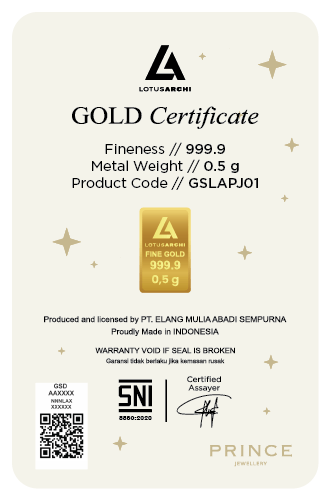 LOTUSARCHI
GOLD Certificate
Fineness // 999.9
Metal Weight // 0.5 g
Product Code // GSLAPJ01
LOTUSARCHI
FINE GOLD
999.9
0,5 g
Produced and licensed by PT. ELANG MULIA ABADI SEMPURNA
Proudly Made in INDONESIA
WARRANTY VOID IF SEAL IS BROKEN
Garansi tidak berlaku jika kemasan rusak
GSD
AAXXXX
NNNLAX
XXXXXX
SNI
8880:2020
Certified
Assayer
PRINCE
JEWELLERY